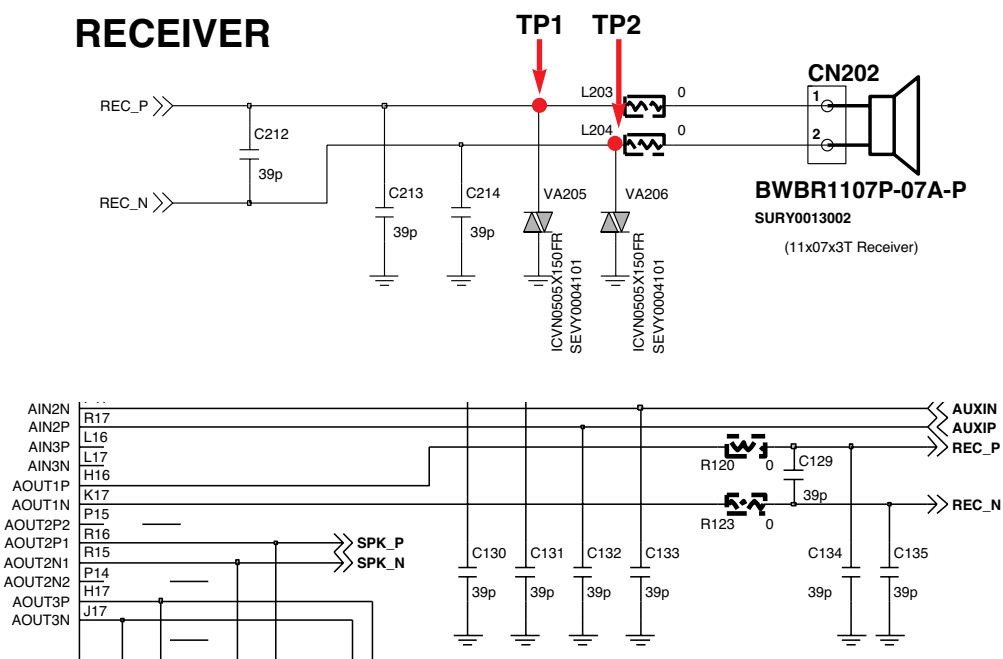 RECEIVER
TP1 TP2
CN202
L203 0
REC_P
1
C212
L204 0
2
39p
REC_N
C213 C214 VA205 VA206
39p 39p
BWBR1107P-07A-P
SURY0013002
(11x07x3T Receiver)
ICVN0505X150FR
SEVY0004101
ICVN0505X150FR
SEVY0004101
AIN2N AUXIN
R17
AIN2P AUXIP
L16
AIN3P REC_P
L17
AIN3N R120 0 C129
H16
AOUT1P
K17 39p
AOUT1N REC_N
P15
AOUT2P2 R123 0
R16
AOUT2P1 SPK_P
R15 C130 C131 C132 C133 C134 C135
AOUT2N1 SPK_N
P14
AOUT2N2
H17 39p 39p 39p 39p 39p 39p
AOUT3P
J17
AOUT3N